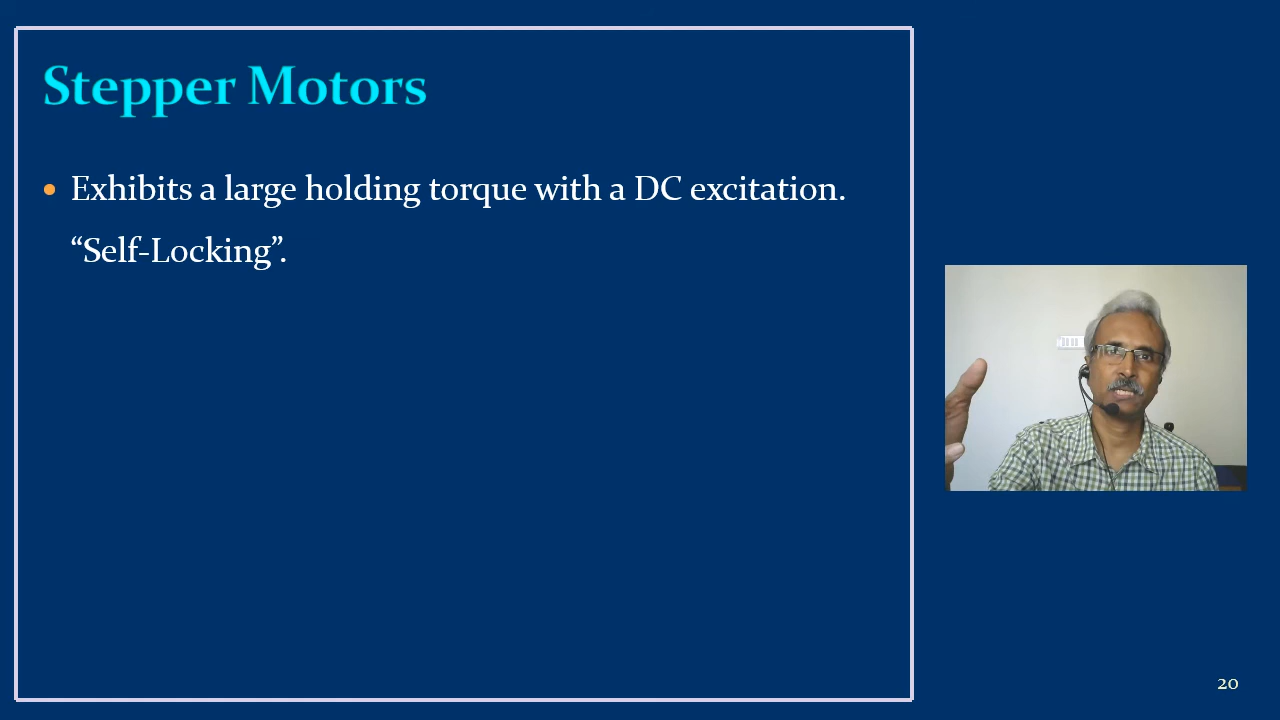 Stepper Motors
• Exhibits a large holding torque with a DC excitation.
“Self-Locking”.
20